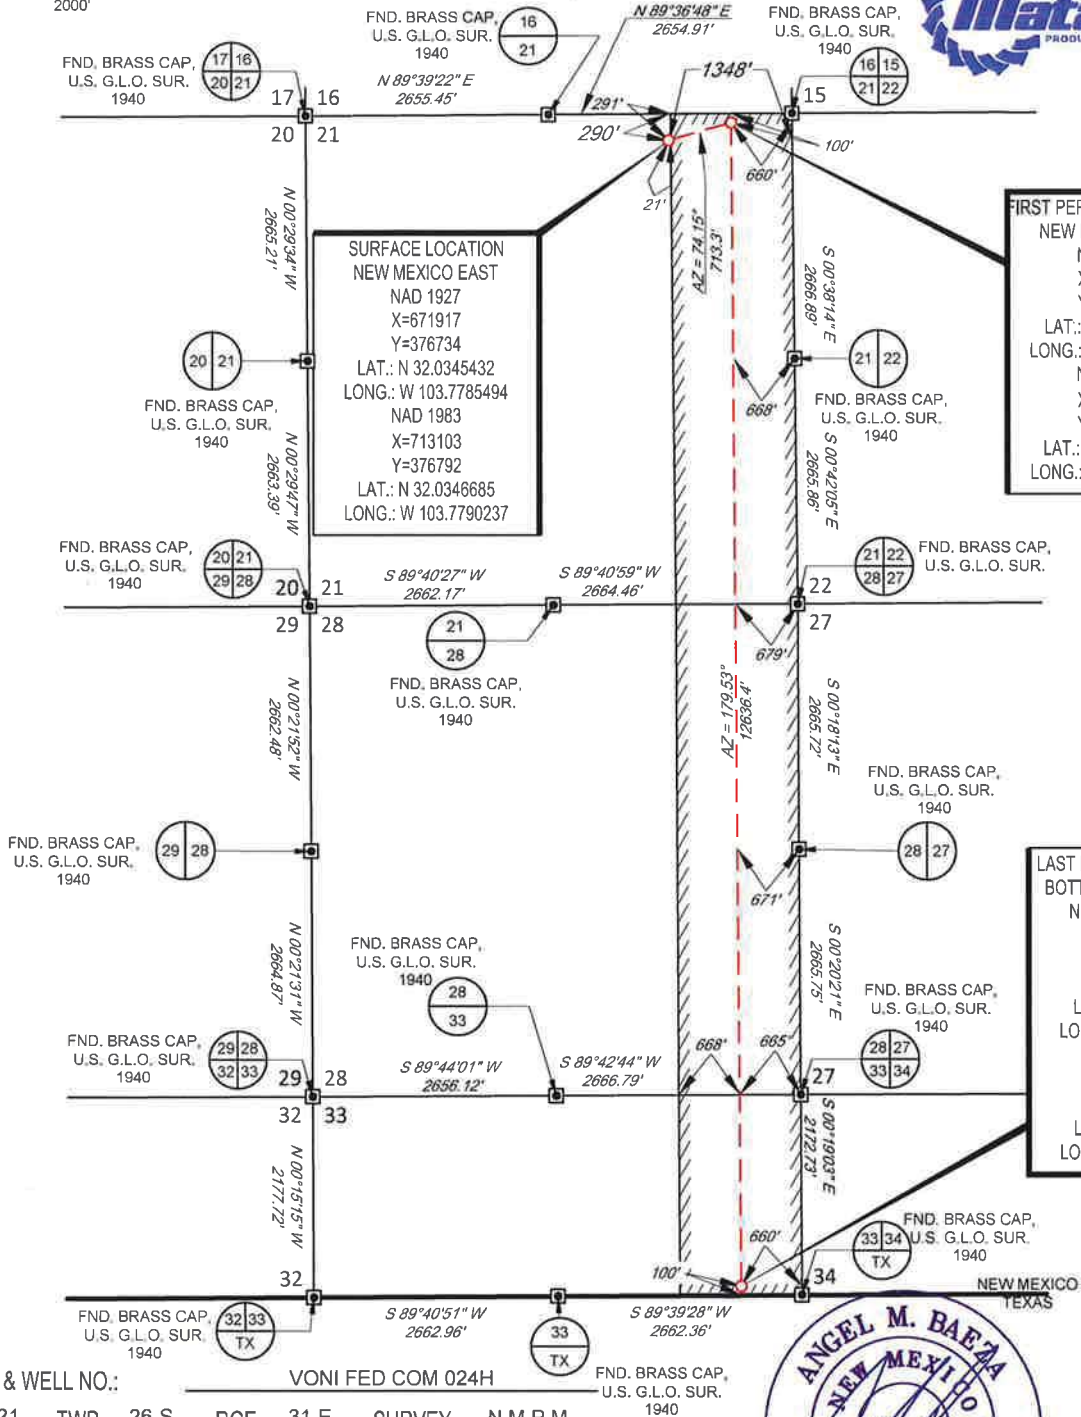 2000'
FND. BRASS CAP,
U.S. G.L.O. SUR.
1940
16
21
N 89°36'48" E
2654.91'
FND. BRASS CAP,
U.S. G.L.O. SUR.
1940
16 15
21 22
Mata
PRODU
FND. BRASS CAP,
U.S. G.L.O. SUR.
1940
17 16
20 21
17 16
20 21
N 89°39'22" E
2655.45'
1348'
15
291'
290'
100'
660'
21'
AZ = 74.15°
713.3'
N 00°29'34" W
2665.21'
SURFACE LOCATION
NEW MEXICO EAST
NAD 1927
X=671917
Y=376734
LAT.: N 32.0345432
LONG.: W 103.7785494
NAD 1983
X=713103
Y=376792
LAT.: N 32.0346685
LONG.: W 103.7790237
S 00°38'14" E
2666.89'
FIRST PER
NEW
LAT.:
LONG.:
LAT.:
LONG.:
20 21
FND. BRASS CAP,
U.S. G.L.O. SUR.
1940
21 22
FND. BRASS CAP,
U.S. G.L.O. SUR.
1940
668'
N 00°29'47" W
2663.39'
S 00°42'05" E
2665.86'
FND. BRASS CAP,
U.S. G.L.O. SUR.
1940
20 21
29 28
20 21
29 28
S 89°40'27" W
2662.17'
S 89°40'59" W
2664.46'
21 22
28 27
FND. BRASS CAP,
U.S. G.L.O. SUR.
22
27
21
28
FND. BRASS CAP,
U.S. G.L.O. SUR.
1940
679'
N 00°21'52" W
2662.48'
AZ = 179.53°
12636.4'
S 00°18'13" E
2665.72'
FND. BRASS CAP,
U.S. G.L.O. SUR.
1940
28 27
FND. BRASS CAP,
U.S. G.L.O. SUR.
1940
29 28
671'
LAST
BOTT
N
L
LO
L
LO
N 00°21'31" W
2664.87'
FND. BRASS CAP,
U.S. G.L.O. SUR.
1940
28
33
S 00°20'21" E
2665.75'
FND. BRASS CAP,
U.S. G.L.O. SUR.
1940
28 27
33 34
FND. BRASS CAP,
U.S. G.L.O. SUR.
1940
29 28
32 33
29 28
32 33
S 89°44'01" W
2656.12'
S 89°42'44" W
2666.79'
668'
665'
27
N 00°15'15" W
2177.72'
S 00°19'03" E
2172.73'
FND. BRASS CAP,
U.S. G.L.O. SUR.
1940
33 34
TX
660'
100'
32
34
NEW MEXICO
TEXAS
FND. BRASS CAP,
U.S. G.L.O. SUR.
1940
32 33
TX
S 89°40'51" W
2662.96'
33
TX
S 89°39'28" W
2662.36'
FND. BRASS CAP,
U.S. G.L.O. SUR.
1940
ANGEL M. BAEZA
NEW MEXICO
& WELL NO.: VONI FED COM 024H
21 TWP 26-S RGE 31-E SURVEY N.M.P.M.